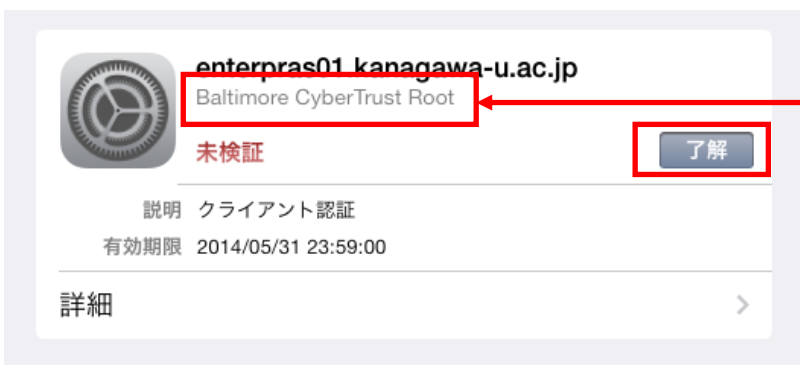 enterpras01.kanagawa-u.ac.jp
Baltimore CyberTrust Root
未検証
了解
説明 クライアント認証
有効期限 2014/05/31 23:59:00
詳細